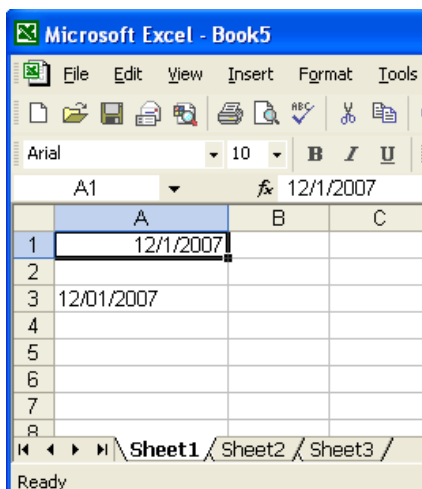 Microsoft Excel - Book5
File Edit View Insert Format Tools
ABC
Arial 10 B I U
A1 fx 12/1/2007
A B C
1 12/1/2007
2
3 12/01/2007
4
5
6
7
8
Sheet1 / Sheet2 / Sheet3 /
Ready